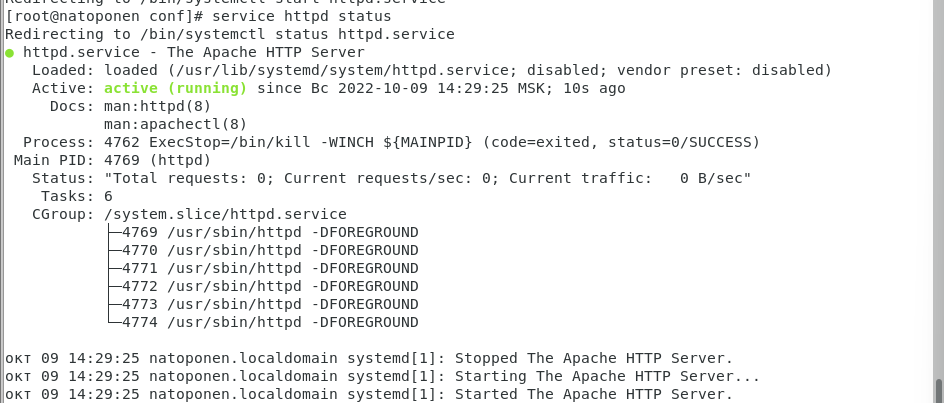 Redirecting to /bin/systemctl start httpd.service
[root@natoponen conf]# service httpd status
Redirecting to /bin/systemctl status httpd.service
● httpd.service - The Apache HTTP Server
   Loaded: loaded (/usr/lib/systemd/system/httpd.service; disabled; vendor preset: disabled)
   Active: active (running) since Вс 2022-10-09 14:29:25 MSK; 10s ago
     Docs: man:httpd(8)
           man:apachectl(8)
  Process: 4762 ExecStop=/bin/kill -WINCH ${MAINPID} (code=exited, status=0/SUCCESS)
 Main PID: 4769 (httpd)
   Status: "Total requests: 0; Current requests/sec: 0; Current traffic:   0 B/sec"
    Tasks: 6
   CGroup: /system.slice/httpd.service
           ├─4769 /usr/sbin/httpd -DFOREGROUND
           ├─4770 /usr/sbin/httpd -DFOREGROUND
           ├─4771 /usr/sbin/httpd -DFOREGROUND
           ├─4772 /usr/sbin/httpd -DFOREGROUND
           ├─4773 /usr/sbin/httpd -DFOREGROUND
           └─4774 /usr/sbin/httpd -DFOREGROUND

окт 09 14:29:25 natoponen.localdomain systemd[1]: Stopped The Apache HTTP Server.
окт 09 14:29:25 natoponen.localdomain systemd[1]: Starting The Apache HTTP Server...
окт 09 14:29:25 natoponen.localdomain systemd[1]: Started The Apache HTTP Server.